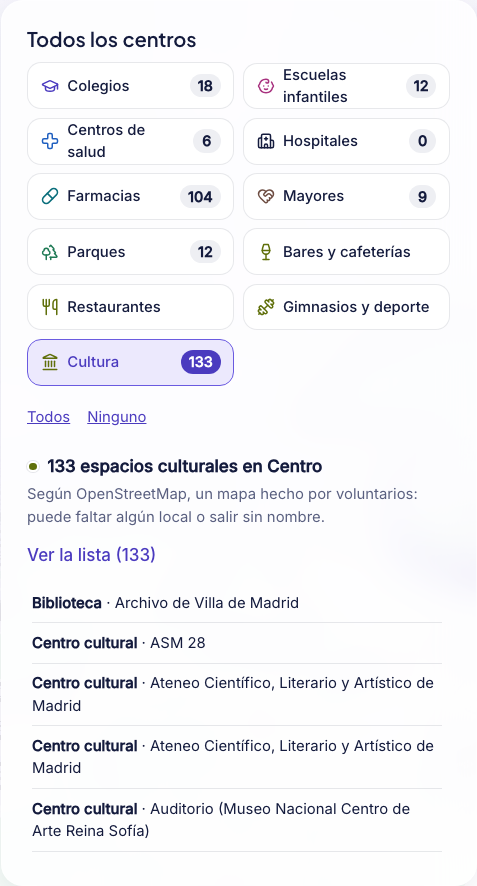 Todos los centros
Colegios 18
Escuelas
infantiles 12
Centros de
salud 6
Hospitales 0
Farmacias 104
Mayores 9
Parques 12
Bares y cafeterías
Restaurantes
Gimnasios y deporte
Cultura 133
Todos Ninguno
133 espacios culturales en Centro
Según OpenStreetMap, un mapa hecho por voluntarios:
puede faltar algún local o salir sin nombre.
Ver la lista (133)
Biblioteca · Archivo de Villa de Madrid
Centro cultural · ASM 28
Centro cultural · Ateneo Científico, Literario y Artístico de
Madrid
Centro cultural · Ateneo Científico, Literario y Artístico de
Madrid
Centro cultural · Auditorio (Museo Nacional Centro de
Arte Reina Sofía)